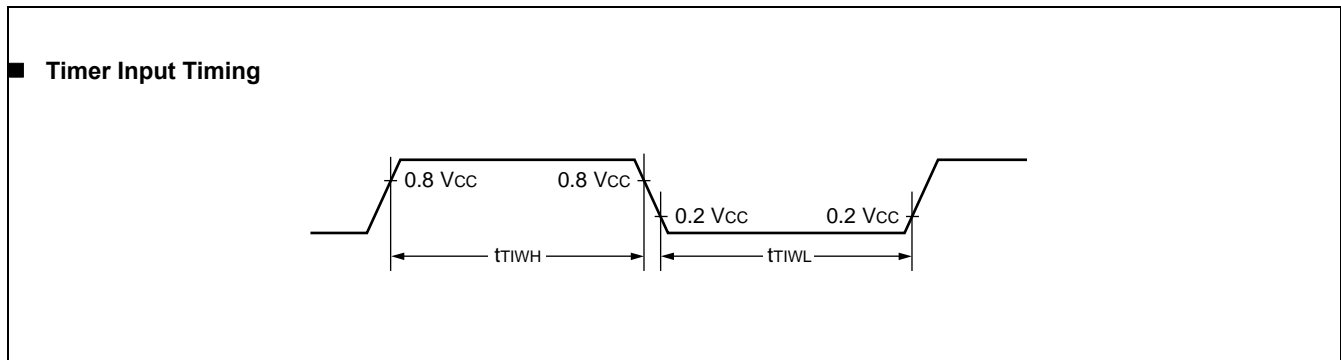 ■ Timer Input Timing
0.8 VCC 0.8 VCC
0.2 VCC 0.2 VCC
tTIWH tTIWL